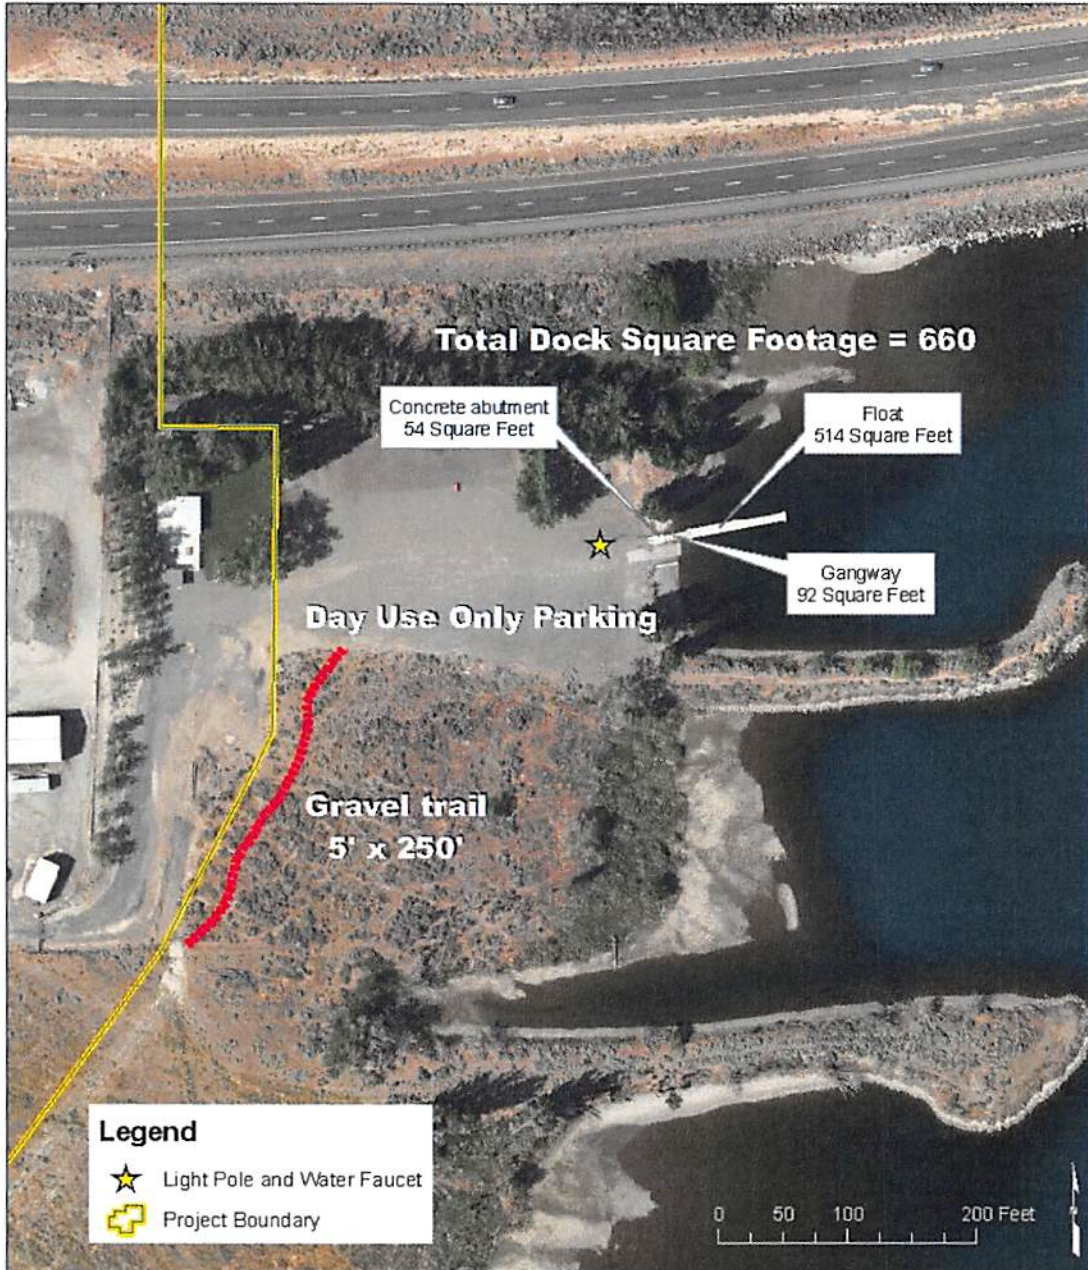 Total Dock Square Footage = 660
Concrete abutment
54 Square Feet
Float
514 Square Feet
Gangway
92 Square Feet
Day Use Only Parking
Gravel trail
5' x 250'
Legend
Light Pole and Water Faucet
Project Boundary
0 50 100 200 Feet